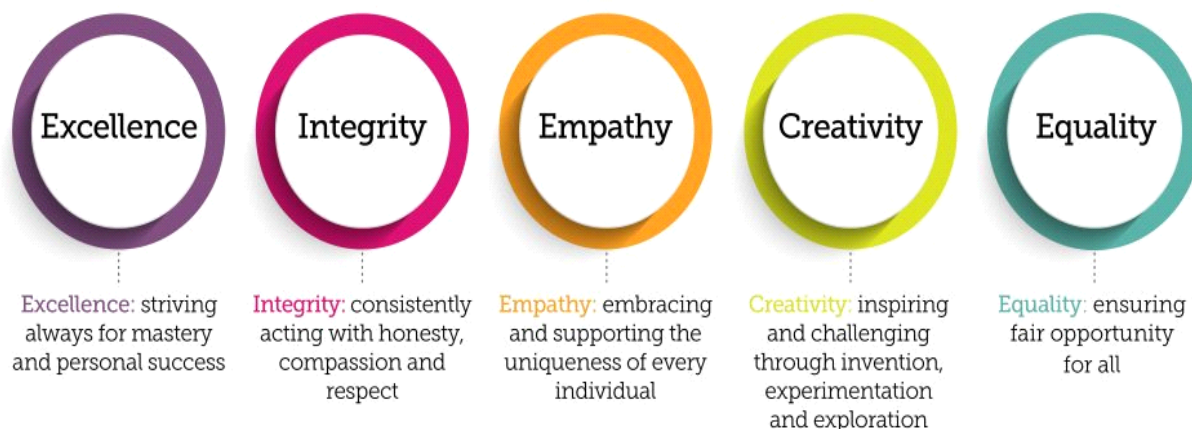 Excellence
Integrity
Empathy
Creativity
Equality
Excellence: striving
always for mastery
and personal success
Integrity: consistently
acting with honesty,
compassion and
respect
Empathy: embracing
and supporting the
uniqueness of every
individual
Creativity: inspiring
and challenging
through invention,
experimentation
and exploration
Equality: ensuring
fair opportunity
for all